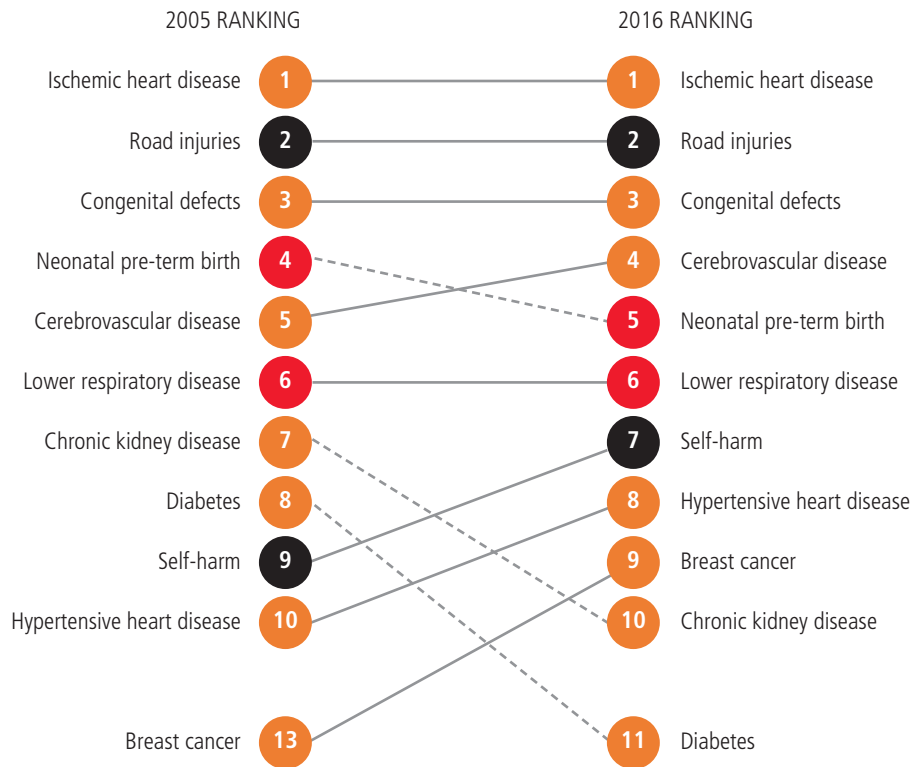 2005 RANKING 2016 RANKING
Ischemic heart disease 1 1 Ischemic heart disease
Road injuries 2 2 Road injuries
Congenital defects 3 3 Congenital defects
Neonatal pre-term birth 4 4 Cerebrovascular disease
Cerebrovascular disease 5 5 Neonatal pre-term birth
Lower respiratory disease 6 6 Lower respiratory disease
Chronic kidney disease 7 7 Self-harm
Diabetes 8 8 Hypertensive heart disease
Self-harm 9 9 Breast cancer
Hypertensive heart disease 10 10 Chronic kidney disease
Breast cancer 13 11 Diabetes